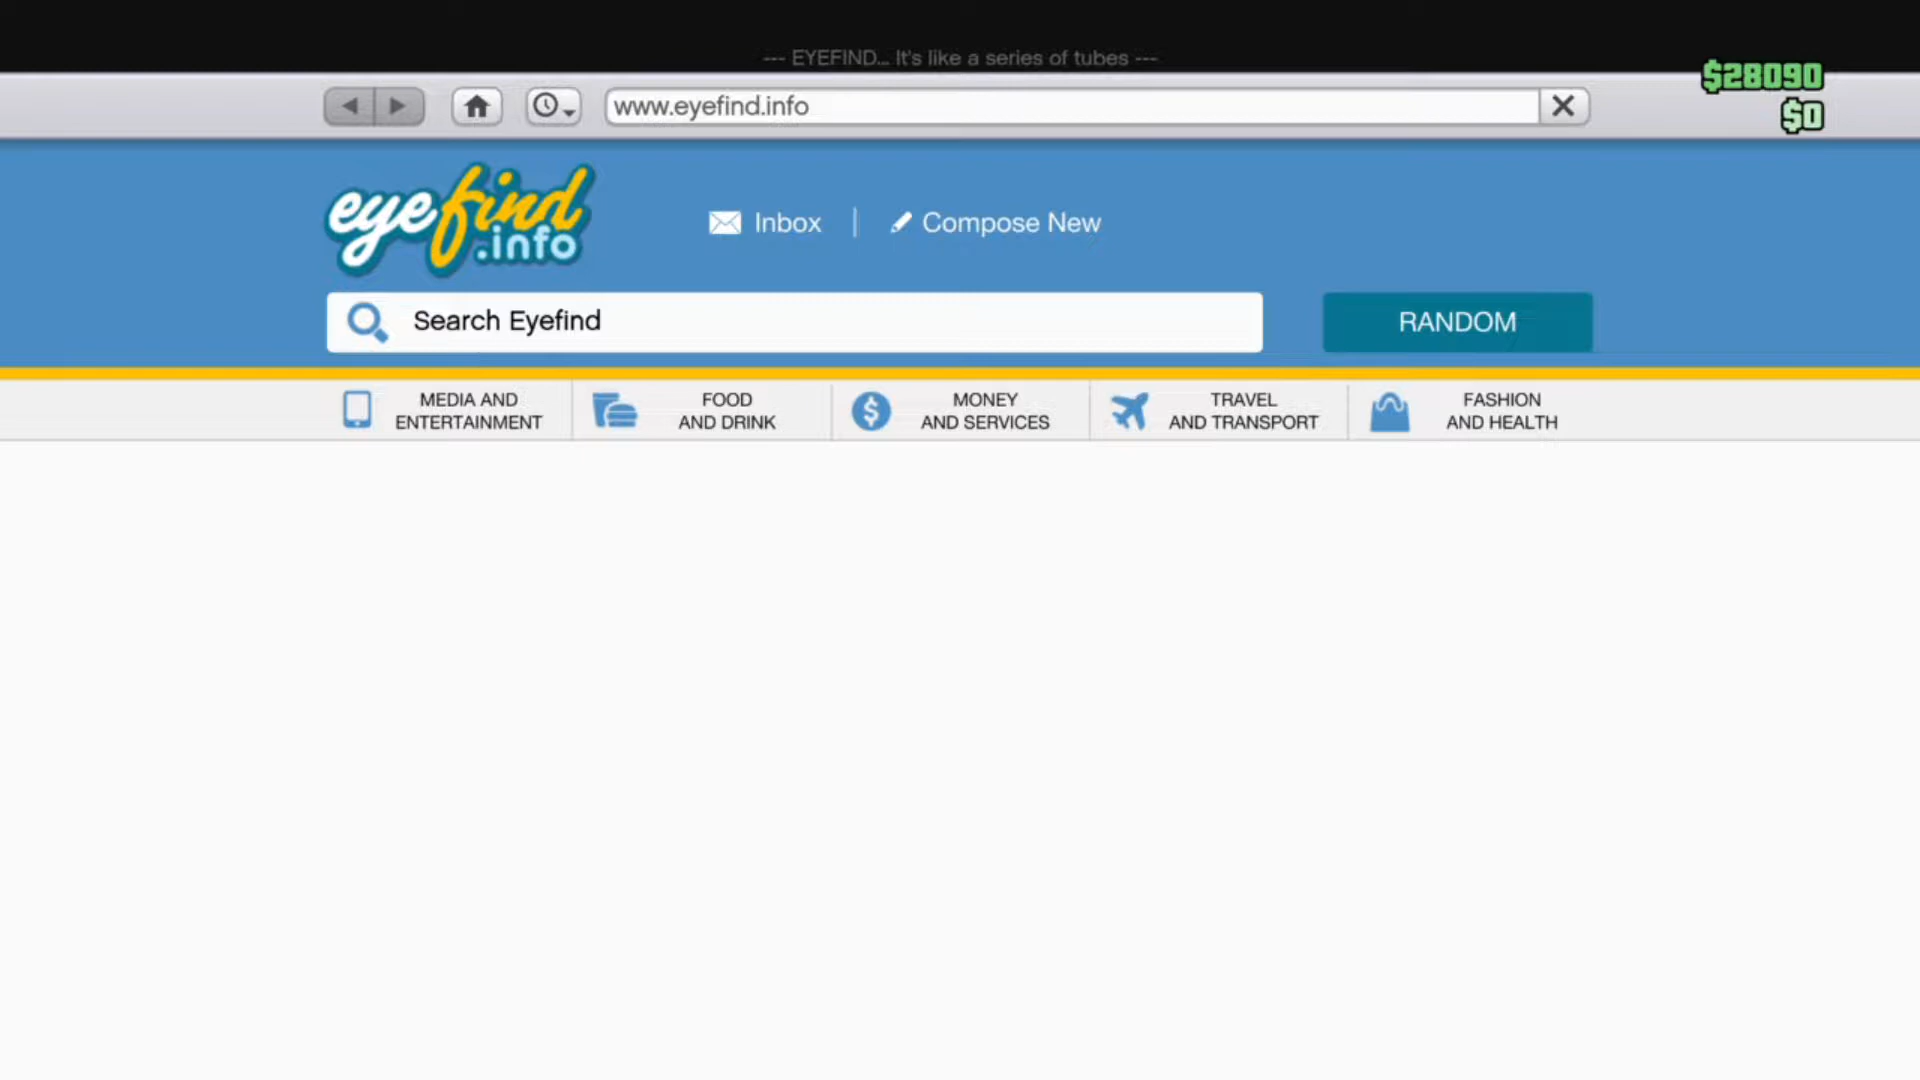 --- EYEFIND... It's like a series of tubes ---
$28090
www.eyefind.info
$0
eyefind
.info
Inbox
Compose New
Search Eyefind
RANDOM
MEDIA AND
ENTERTAINMENT
FOOD
AND DRINK
MONEY
AND SERVICES
TRAVEL
AND TRANSPORT
FASHION
AND HEALTH